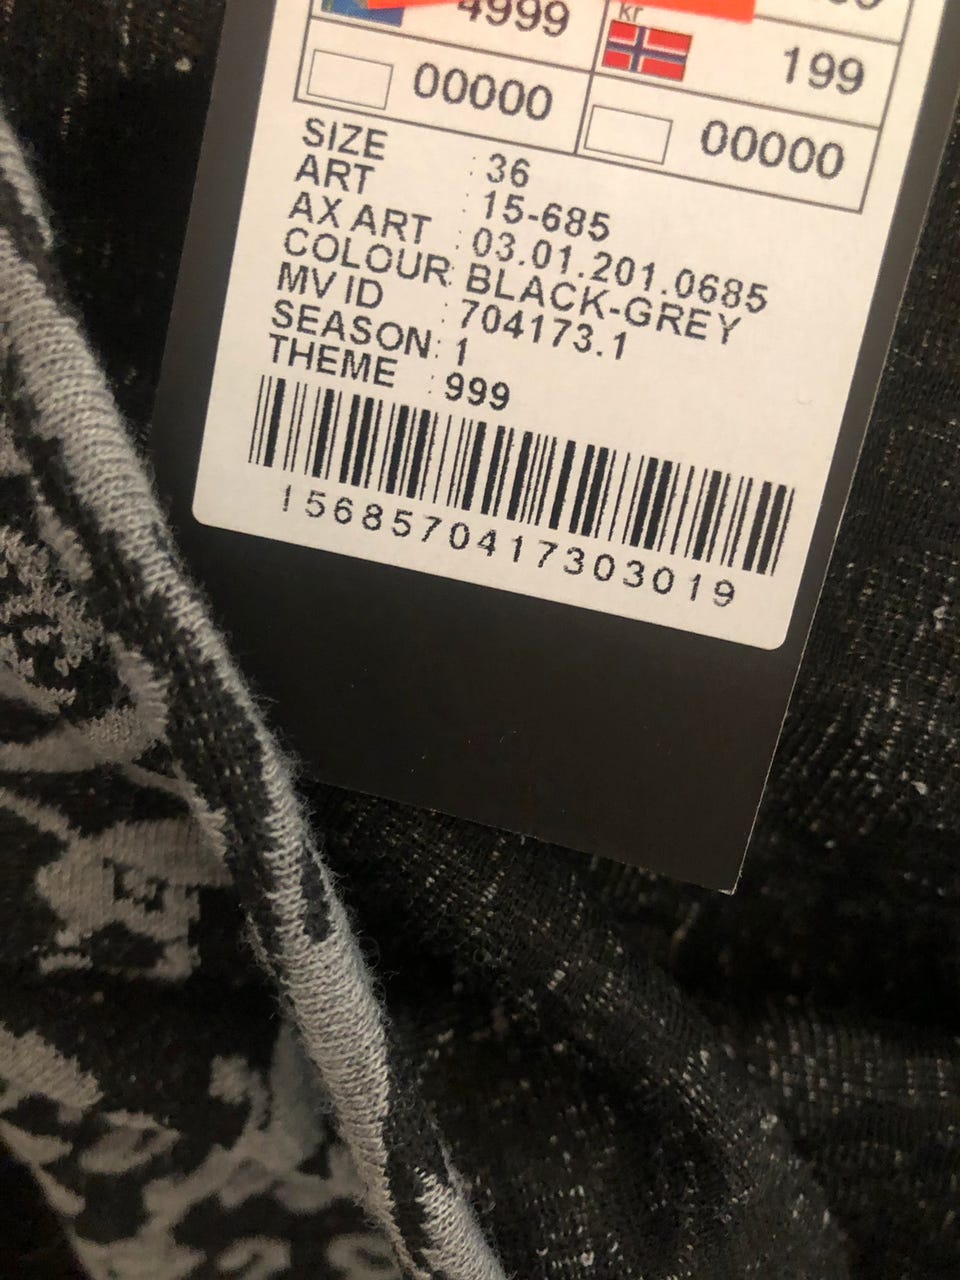 4999
kr
199
00000
00000
SIZE : 36
ART : 15-685
AX ART : 03.01.201.0685
COLOUR: BLACK-GREY
MV ID : 704173.1
SEASON: 1
THEME : 999
1568570417303019